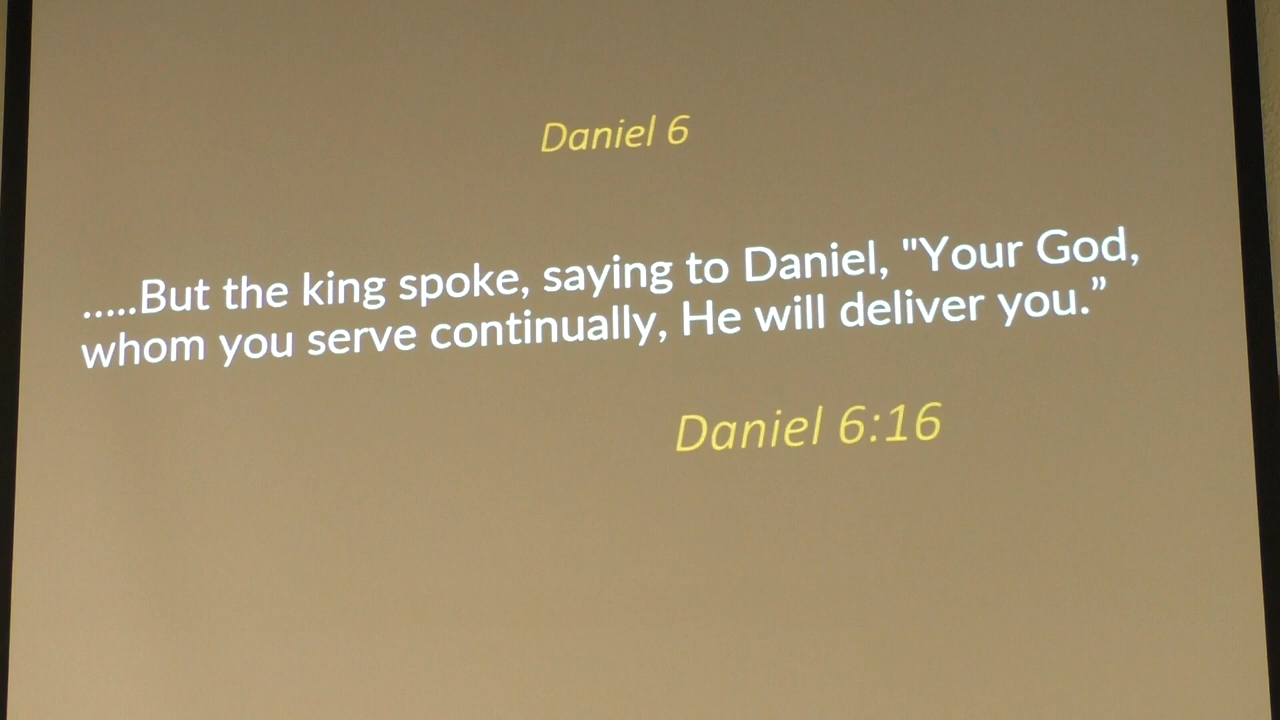 Daniel 6
.....But the king spoke, saying to Daniel, "Your God,
whom you serve continually, He will deliver you.”
Daniel 6:16